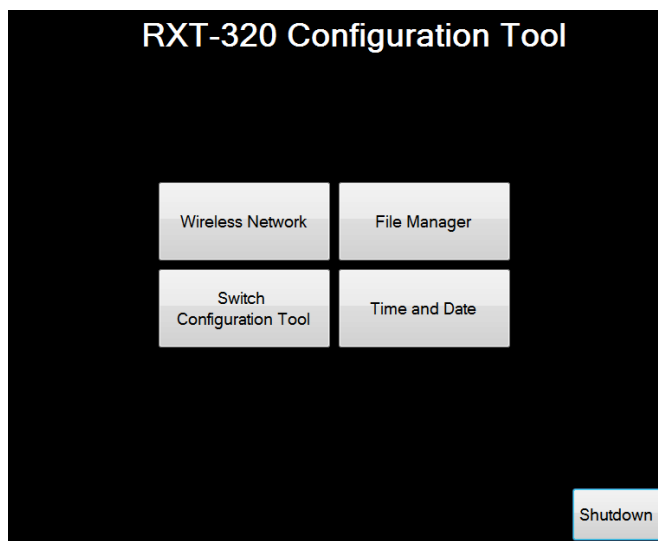 RXT-320 Configuration Tool
Wireless Network
File Manager
Switch
Configuration Tool
Time and Date
Shutdown